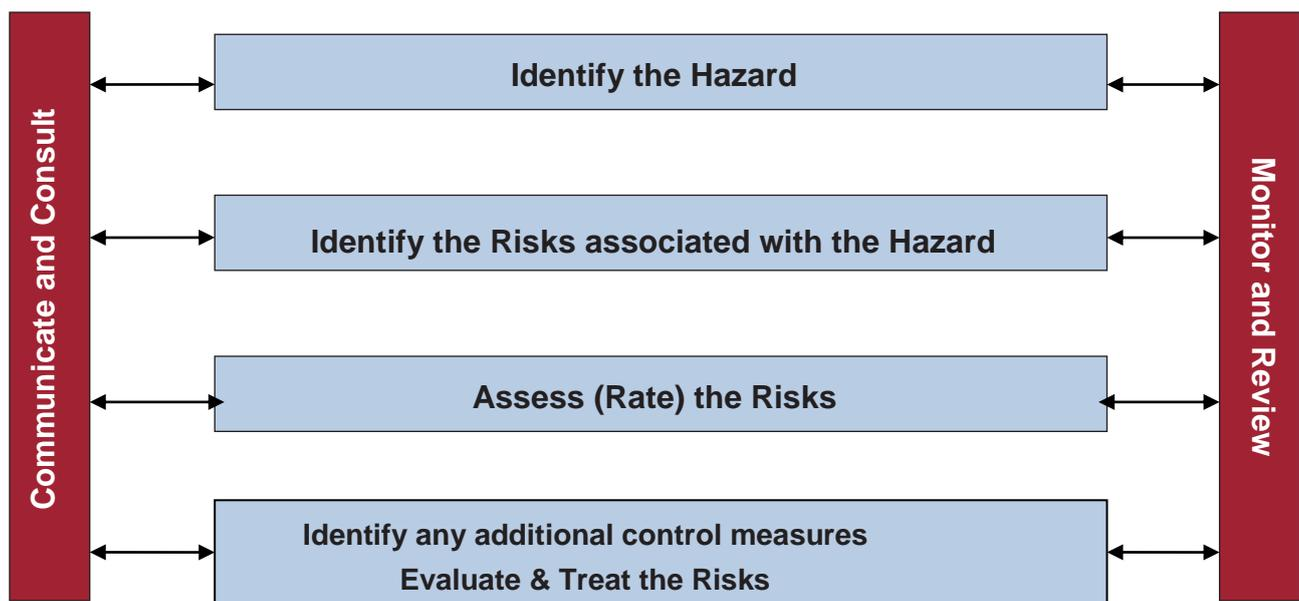 Communicate and Consult
Identify the Hazard
Identify the Risks associated with the Hazard
Assess (Rate) the Risks
Identify any additional control measures
Evaluate & Treat the Risks
Monitor and Review